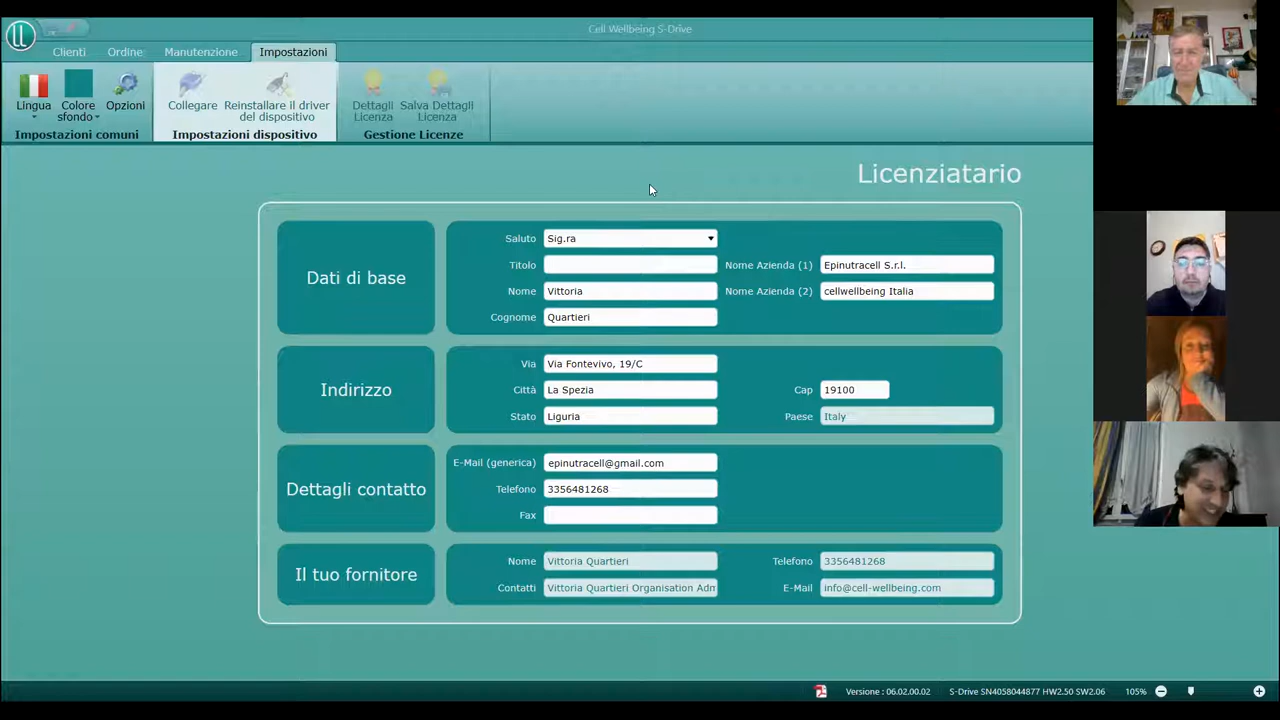 Cell Wellbeing S-Drive
Clienti Ordine Manutenzione Impostazioni
Lingua Colore sfondo Opzioni Collegare Reinstallare il driver del dispositivo Dettagli Licenza Salva Dettagli Licenza
Impostazioni comuni Impostazioni dispositivo Gestione Licenze
Licenziatario
Dati di base
Saluto Sig.ra
Titolo Nome Azienda (1) Epinutracell S.r.l.
Nome Vittoria Nome Azienda (2) cellwellbeing Italia
Cognome Quartieri
Indirizzo
Via Via Fontevivo, 19/C
Città La Spezia Cap 19100
Stato Liguria Paese Italy
Dettagli contatto
E-Mail (generica) epinutracell@gmail.com
Telefono 3356481268
Fax
Il tuo fornitore
Nome Vittoria Quartieri Telefono 3356481268
Contatti Vittoria Quartieri Organisation Adm E-Mail info@cell-wellbeing.com
Versione : 06.02.00.02 S-Drive SN4058044877 HW2.50 SW2.06 105%